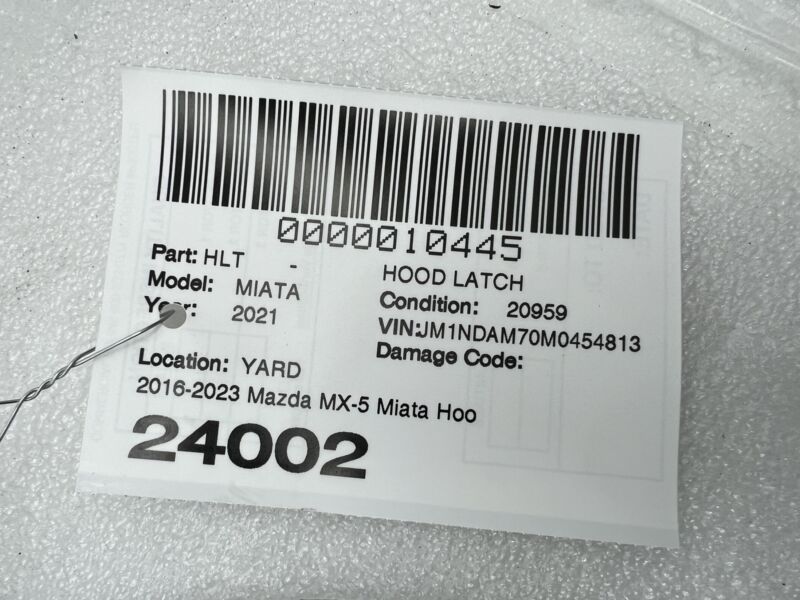 0000010445
Part: HLT - HOOD LATCH
Model: MIATA Condition: 20959
Year: 2021 VIN:JM1NDAM70M0454813
Damage Code:
Location: YARD
2016-2023 Mazda MX-5 Miata Hoo
24002